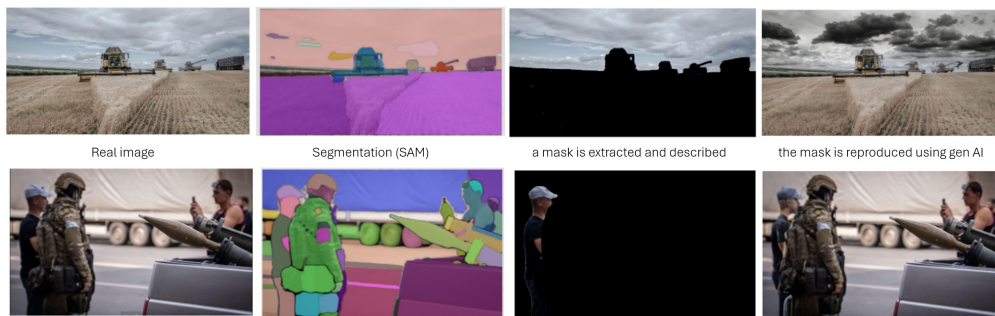 Real image
Segmentation (SAM)
a mask is extracted and described
the mask is reproduced using gen AI